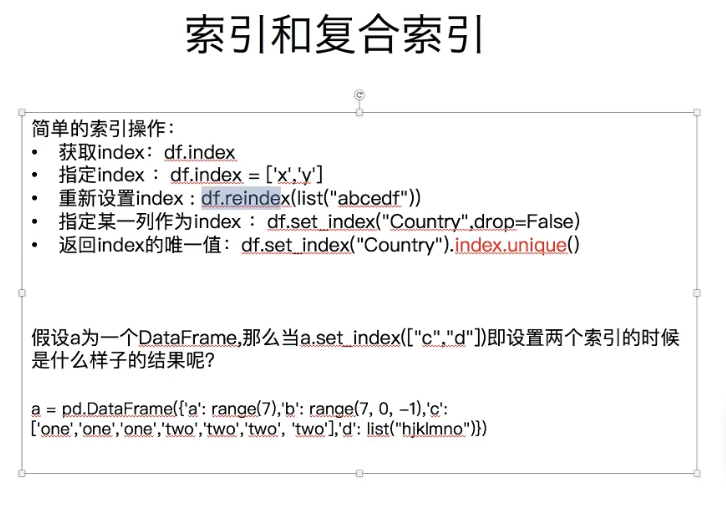 索引和复合索引
简单的索引操作：
• 获取index：df.index
• 指定index ：df.index = ['x','y']
• 重新设置index : df.reindex(list("abcedf"))
• 指定某一列作为index ：df.set_index("Country",drop=False)
• 返回index的唯一值：df.set_index("Country").index.unique()
假设a为一个DataFrame,那么当a.set_index(["c","d"])即设置两个索引的时候
是什么样子的结果呢？
a = pd.DataFrame({'a': range(7),'b': range(7, 0, -1),'c':
['one','one','one','two','two','two', 'two'],'d': list("hjklmno")})